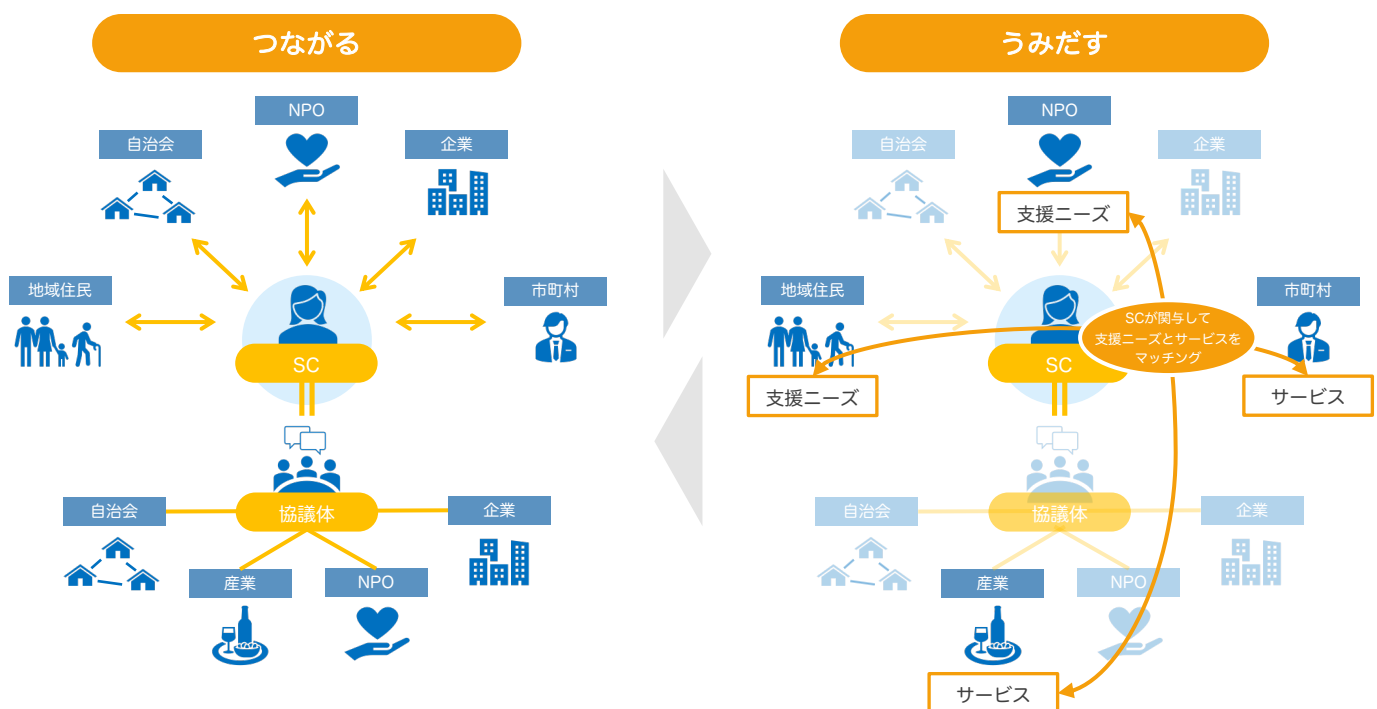 つながる
NPO
自治会
企業
地域住民
市町村
SC
協議体
自治会
企業
産業
NPO
うみだす
NPO
自治会
企業
支援ニーズ
地域住民
市町村
SCが関与して
支援ニーズとサービスを
マッチング
SC
支援ニーズ
サービス
自治会
協議体
企業
産業
NPO
サービス